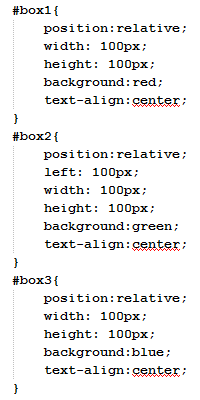 #box1{
position:relative;
width: 100px;
height: 100px;
background:red;
text-align:center;
}
#box2{
position:relative;
left: 100px;
width: 100px;
height: 100px;
background:green;
text-align:center;
}
#box3{
position:relative;
width: 100px;
height: 100px;
background:blue;
text-align:center;
}